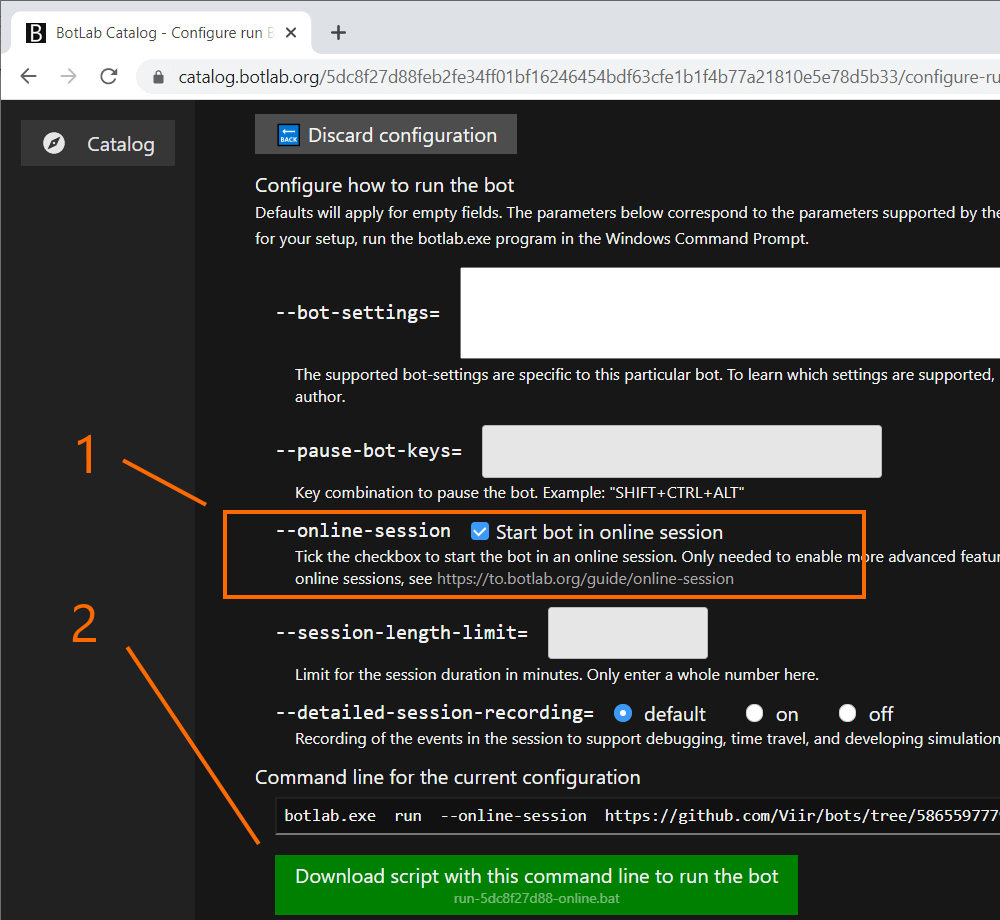 B BotLab Catalog - Configure run
catalog.botlab.org/5dc8f27d88feb2fe34ff01bf16246454bdf63cfe1b1f4b77a21810e5e78d5b33/configure-ru
Catalog
BACK Discard configuration
Configure how to run the bot
Defaults will apply for empty fields. The parameters below correspond to the parameters supported by the
for your setup, run the botlab.exe program in the Windows Command Prompt.
--bot-settings=
The supported bot-settings are specific to this particular bot. To learn which settings are supported,
author.
1
--pause-bot-keys=
Key combination to pause the bot. Example: "SHIFT+CTRL+ALT"
--online-session Start bot in online session
Tick the checkbox to start the bot in an online session. Only needed to enable more advanced featur
online sessions, see https://to.botlab.org/guide/online-session
2
--session-length-limit=
Limit for the session duration in minutes. Only enter a whole number here.
--detailed-session-recording= default on off
Recording of the events in the session to support debugging, time travel, and developing simulation
Command line for the current configuration
botlab.exe run --online-session https://github.com/Viir/bots/tree/586559777
Download script with this command line to run the bot
run-5dc8f27d88-online.bat